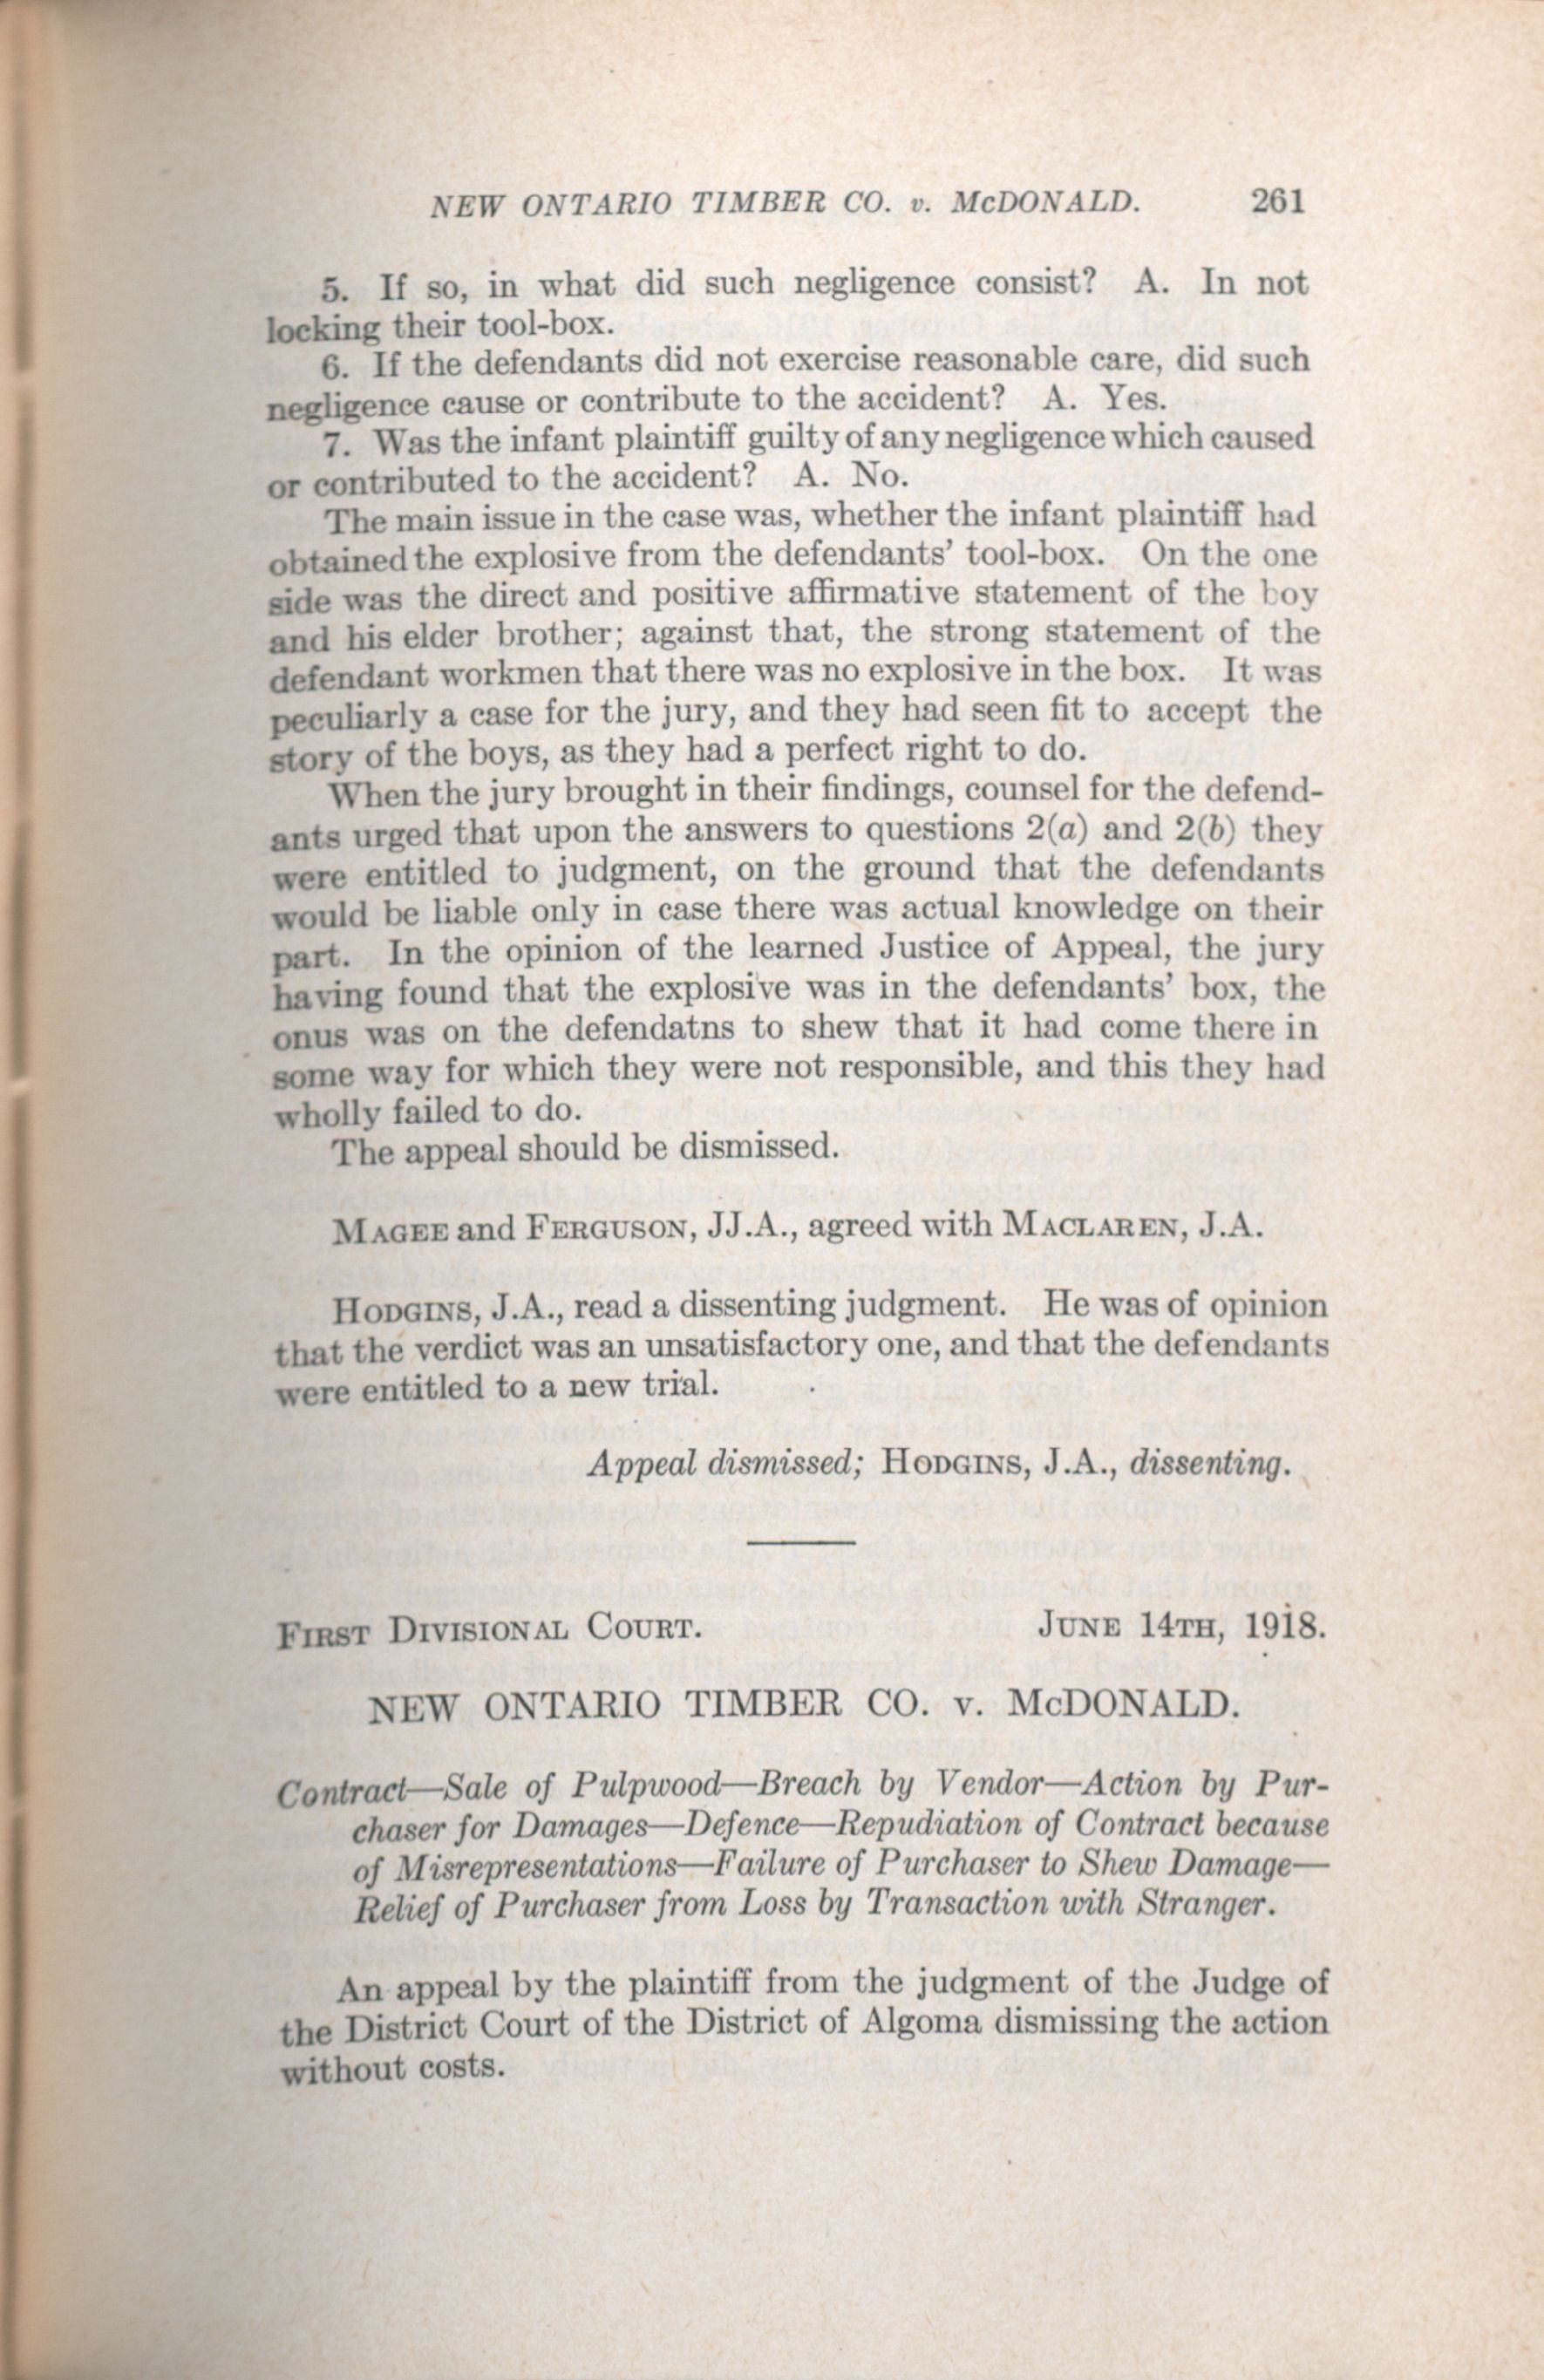 NEW ONTARIO TIMBER CO. v. McDONALD. 261
5. If so, in what did such negligence consist? A. In not
locking their tool-box.
6. If the defendants did not exercise reasonable care, did such
negligence cause or contribute to the accident? A. Yes.
7. Was the infant plaintiff guilty of any negligence which caused
or contributed to the accident? A. No.
The main issue in the case was, whether the infant plaintiff had
obtained the explosive from the defendants' tool-box. On the one
side was the direct and positive affirmative statement of the boy
and his elder brother; against that, the strong statement of the
defendant workmen that there was no explosive in the box. It was
peculiarly a case for the jury, and they had seen fit to accept the
story of the boys, as they had a perfect right to do.
When the jury brought in their findings, counsel for the defend-
ants urged that upon the answers to questions 2(a) and 2(b) they
were entitled to judgment, on the ground that the defendants
would be liable only in case there was actual knowledge on their
part. In the opinion of the learned Justice of Appeal, the jury
having found that the explosive was in the defendants' box, the
onus was on the defendatns to shew that it had come there in
some way for which they were not responsible, and this they had
wholly failed to do.
The appeal should be dismissed.
MAGEE and FERGUSON, JJ.A., agreed with MACLAREN, J.A.
HODGINS, J.A., read a dissenting judgment. He was of opinion
that the verdict was an unsatisfactory one, and that the defendants
were entitled to a new trial.
Appeal dismissed; HODGINS, J.A., dissenting.
FIRST DIVISIONAL COURT. JUNE 14TH, 1918.
NEW ONTARIO TIMBER CO. v. McDONALD.
Contract—Sale of Pulpwood—Breach by Vendor—Action by Pur-
chaser for Damages—Defence—Repudiation of Contract because
of Misrepresentations—Failure of Purchaser to Shew Damage—
Relief of Purchaser from Loss by Transaction with Stranger.
An appeal by the plaintiff from the judgment of the Judge of
the District Court of the District of Algoma dismissing the action
without costs.